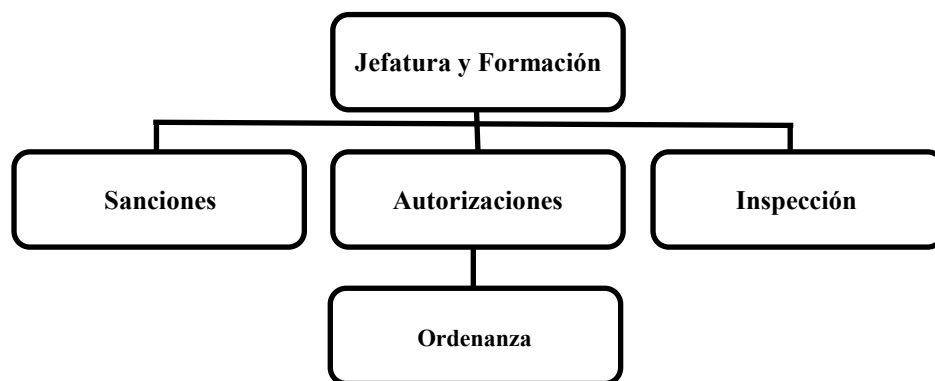 Jefatura y Formación
Sanciones
Autorizaciones
Inspección
Ordenanza